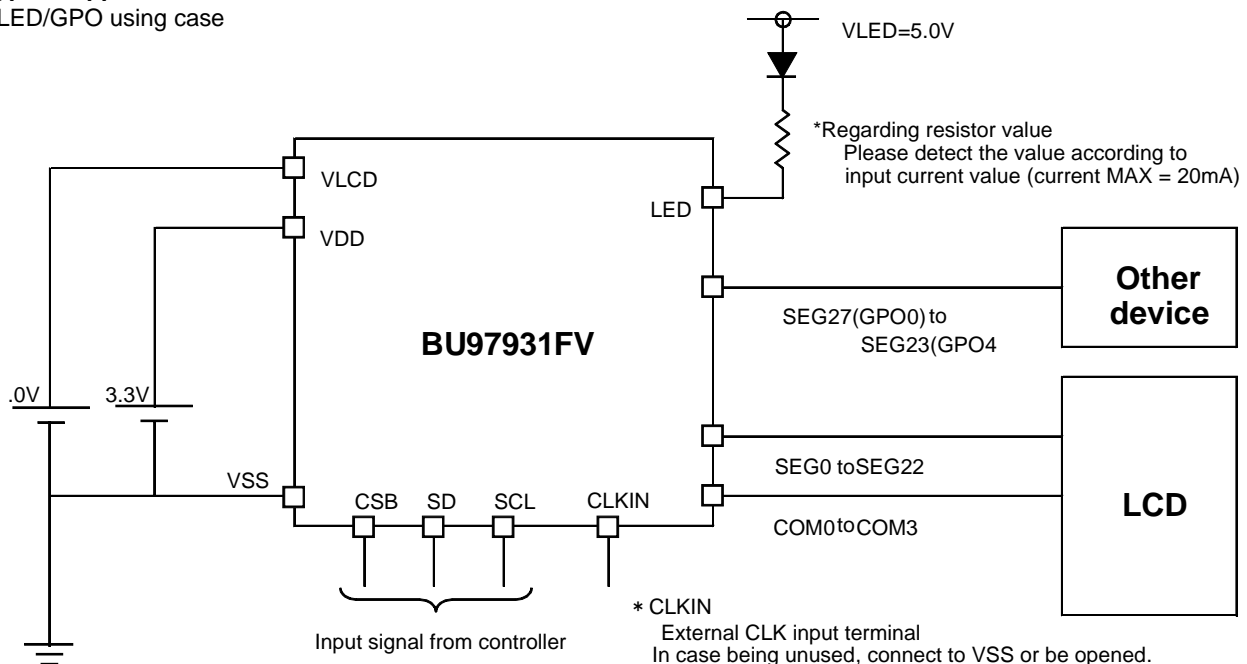 LED/GPO using case
VLED=5.0V
*Regarding resistor value
Please detect the value according to
input current value (current MAX = 20mA)
VLCD
LED
VDD
Other
device
SEG27(GPO0) to
SEG23(GPO4
BU97931FV
.0V
3.3V
SEG0 toSEG22
VSS
CSB SD SCL CLKIN
LCD
COM0toCOM3
* CLKIN
Input signal from controller
External CLK input terminal
In case being unused, connect to VSS or be opened.